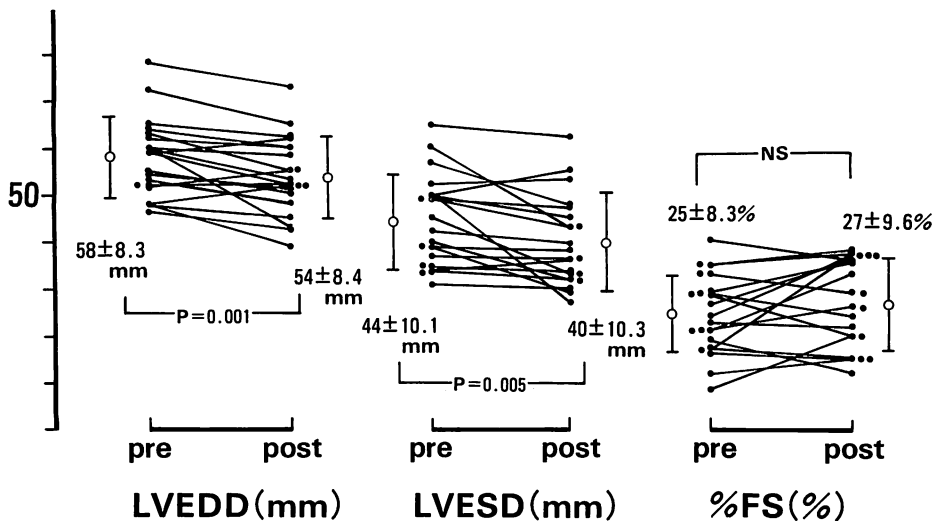 NS
50
25±8.3%
27±9.6%
58±8.3
mm
54±8.4
mm
P=0.001
44±10.1
mm
40±10.3
mm
P=0.005
pre post pre post pre post
LVEDD(mm) LVESD(mm) %FS(%)